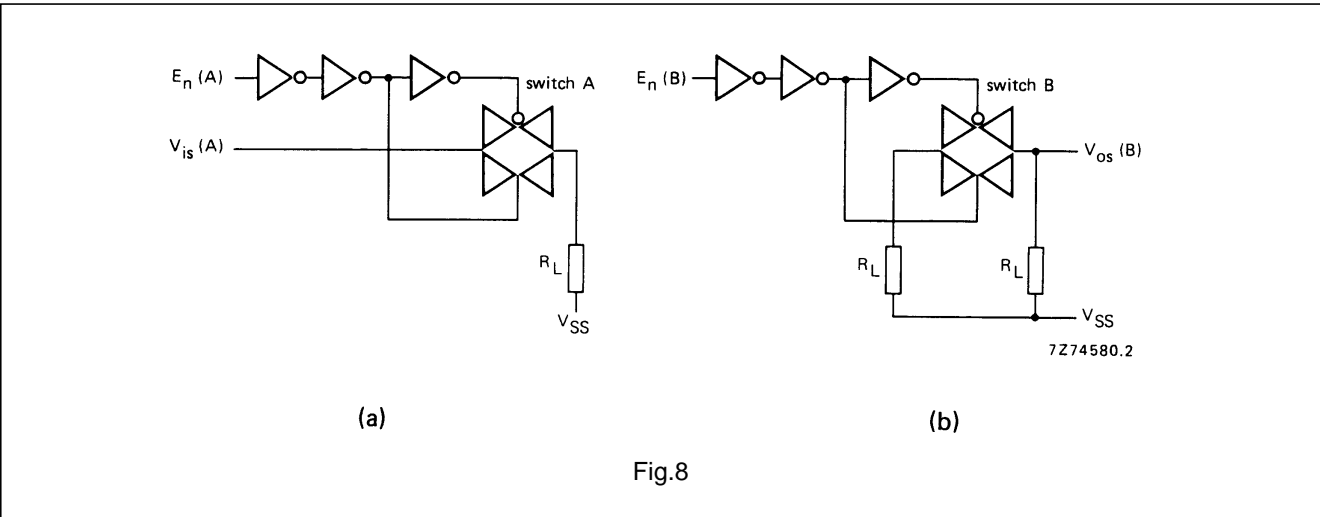 E_n (A)
switch A
V_is (A)
R_L
V_SS
(a)
E_n (B)
switch B
V_os (B)
R_L
R_L
V_SS
7Z74580.2
(b)
Fig.8